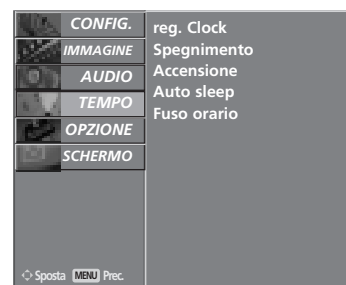 CONFIG.
IMMAGINE
AUDIO
TEMPO
OPZIONE
SCHERMO
reg. Clock
Spegnimento
Accensione
Auto sleep
Fuso orario
Sposta MENU Prec.